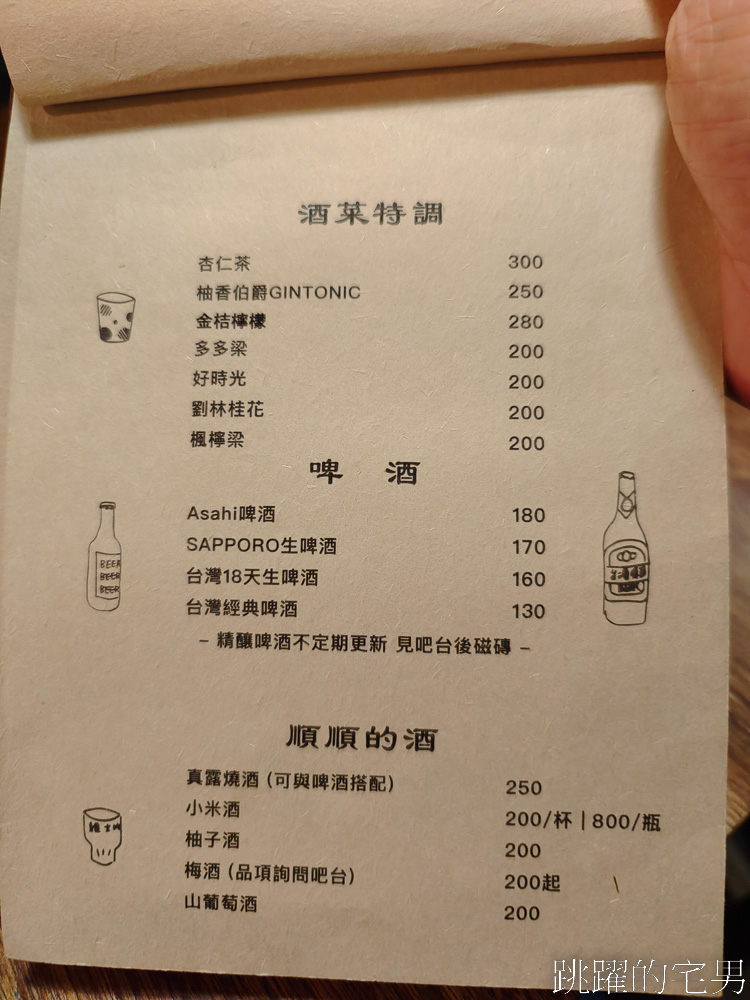 酒菜特調
杏仁茶 300
柚香伯爵GINTONIC 250
金桔檸檬 280
多多梁 200
好時光 200
劉林桂花 200
楓檸梁 200
啤 酒
Asahi啤酒 180
SAPPORO生啤酒 170
台灣18天生啤酒 160
台灣經典啤酒 130
– 精釀啤酒不定期更新 見吧台後磁磚 –
BEER
BEER
BEER
順順的酒
真露燒酒 (可與啤酒搭配) 250
小米酒 200/杯 | 800/瓶
柚子酒 200
梅酒 (品項詢問吧台) 200起
山葡萄酒 200
跳躍的宅男